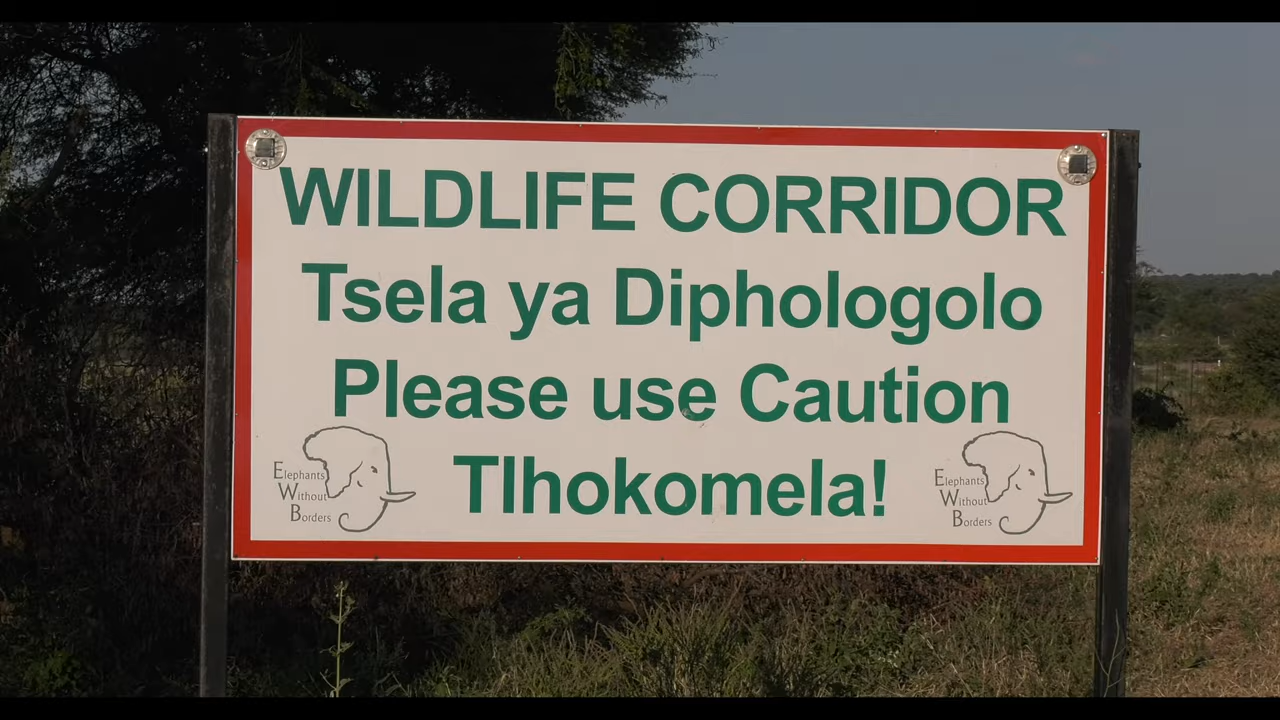 WILDLIFE CORRIDOR
Tsela ya Diphologolo
Please use Caution
Tlhokomela!
Elephants
Without
Borders
Elephants
Without
Borders